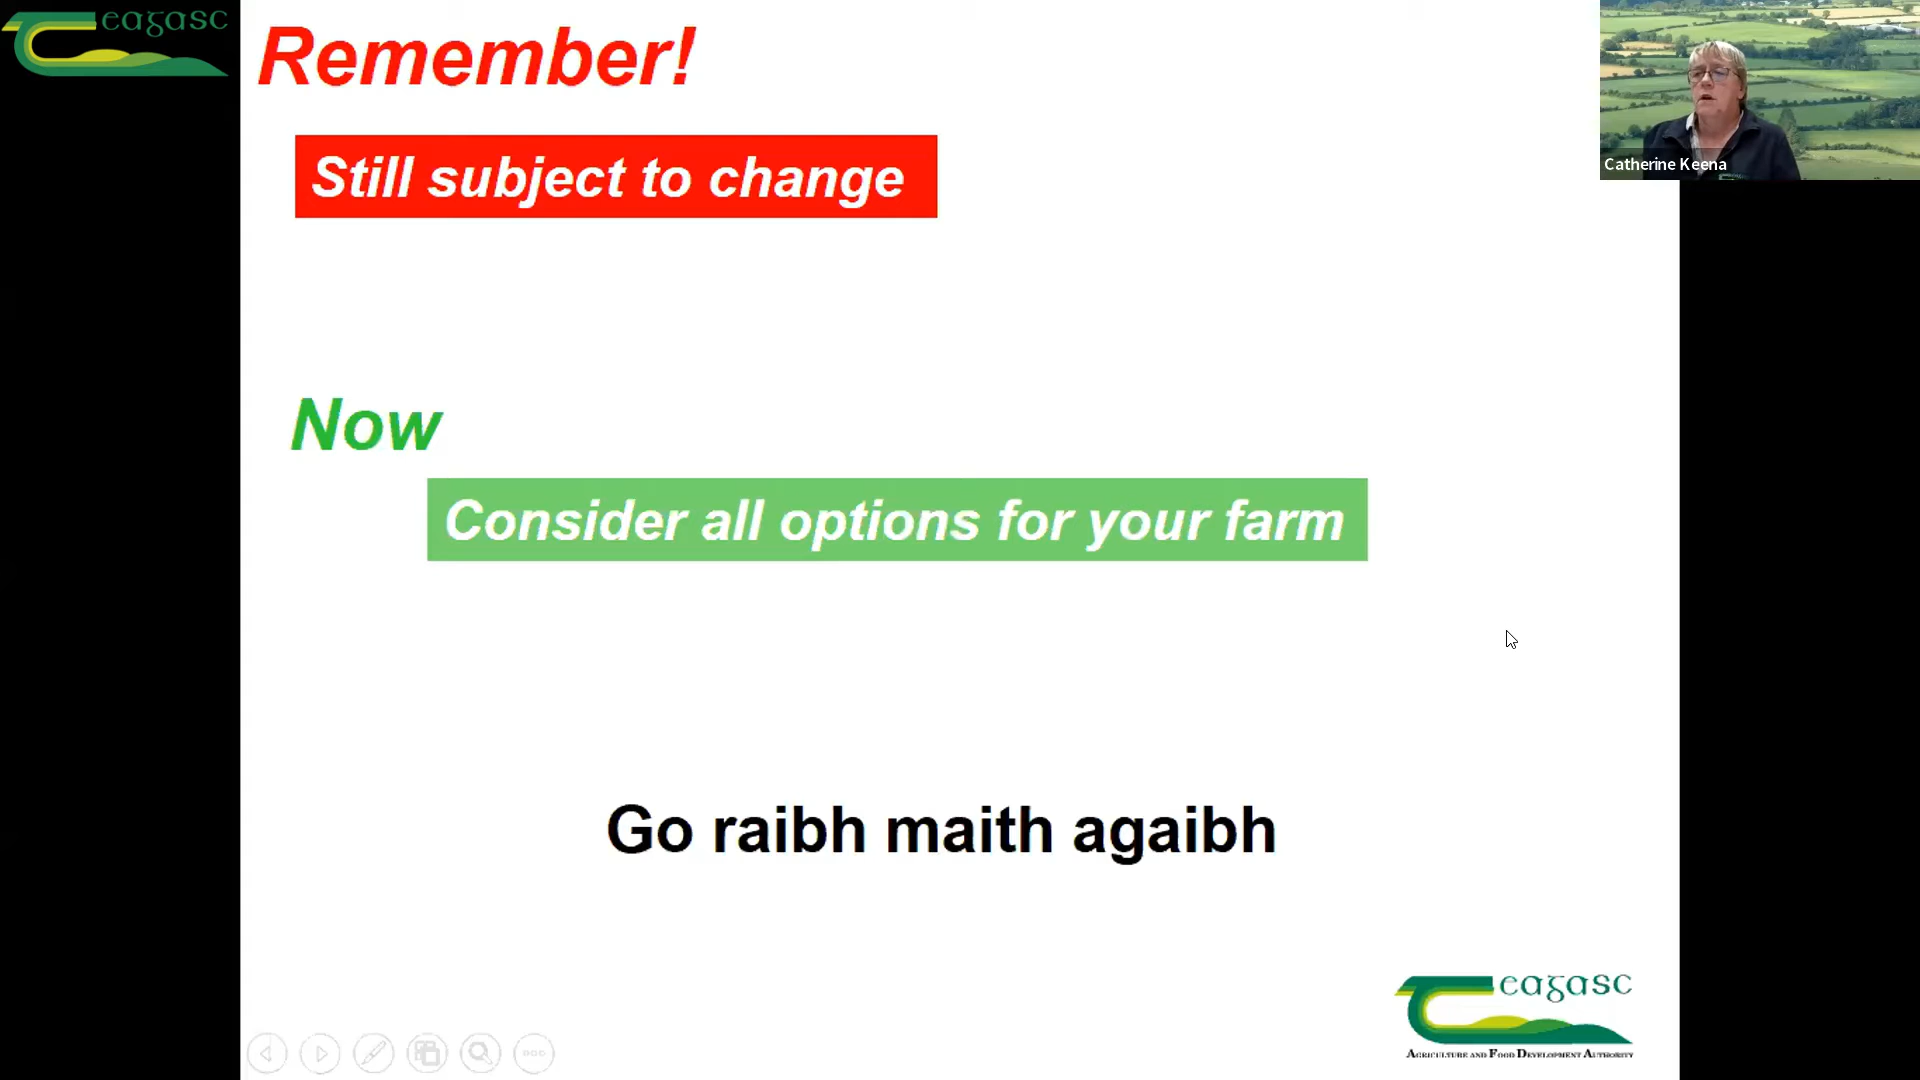 Teagasc
Remember!
Catherine Keena
Still subject to change
Now
Consider all options for your farm
Go raibh maith agaibh
Teagasc
AGRICULTURE AND FOOD DEVELOPMENT AUTHORITY